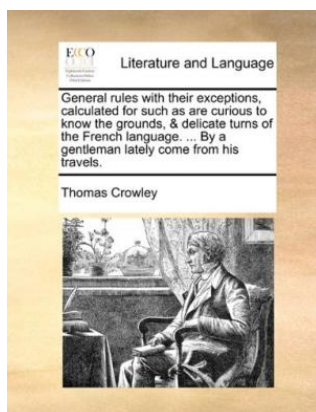 ECCO
Literature and Language
General rules with their exceptions,
calculated for such as are curious to
know the grounds, & delicate turns of
the French language. ... By a
gentleman lately come from his
travels.
Thomas Crowley